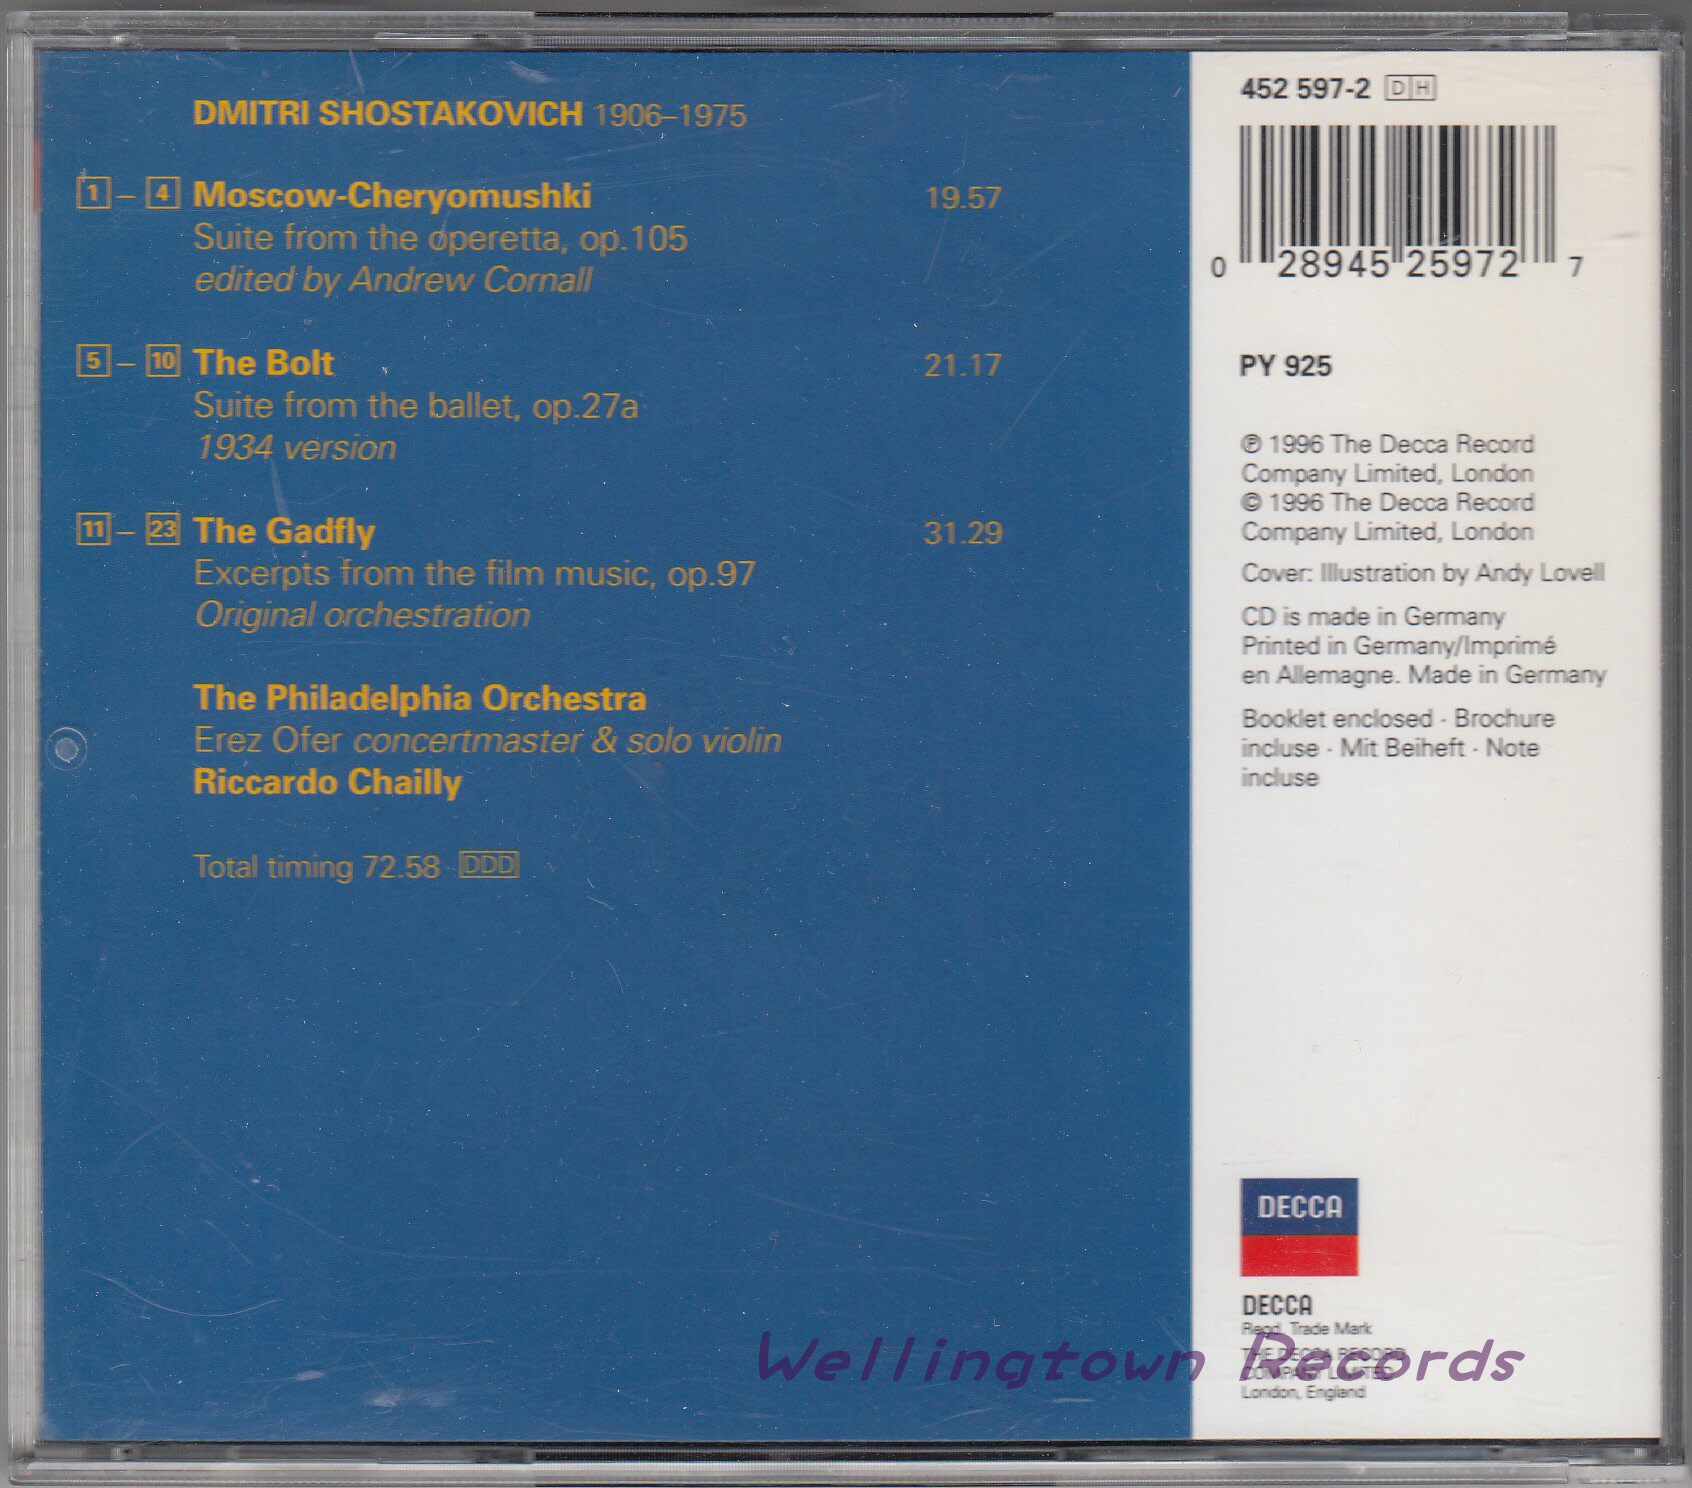 DMITRI SHOSTAKOVICH 1906–1975
1 – 4 Moscow-Cheryomushki 19.57
Suite from the operetta, op.105
edited by Andrew Cornall
5 – 10 The Bolt 21.17
Suite from the ballet, op.27a
1934 version
11 – 23 The Gadfly 31.29
Excerpts from the film music, op.97
Original orchestration
The Philadelphia Orchestra
Erez Ofer concertmaster & solo violin
Riccardo Chailly
Total timing 72.58 DDD
452 597-2 DH
0 28945 25972 7
PY 925
℗ 1996 The Decca Record
Company Limited, London
© 1996 The Decca Record
Company Limited, London
Cover: Illustration by Andy Lovell
CD is made in Germany
Printed in Germany/Imprimé
en Allemagne. Made in Germany
Booklet enclosed · Brochure
incluse · Mit Beiheft · Note
incluse
DECCA
DECCA
Regd. Trade Mark
THE DECCA RECORD
COMPANY LIMITED
London, England
Wellingtown Records